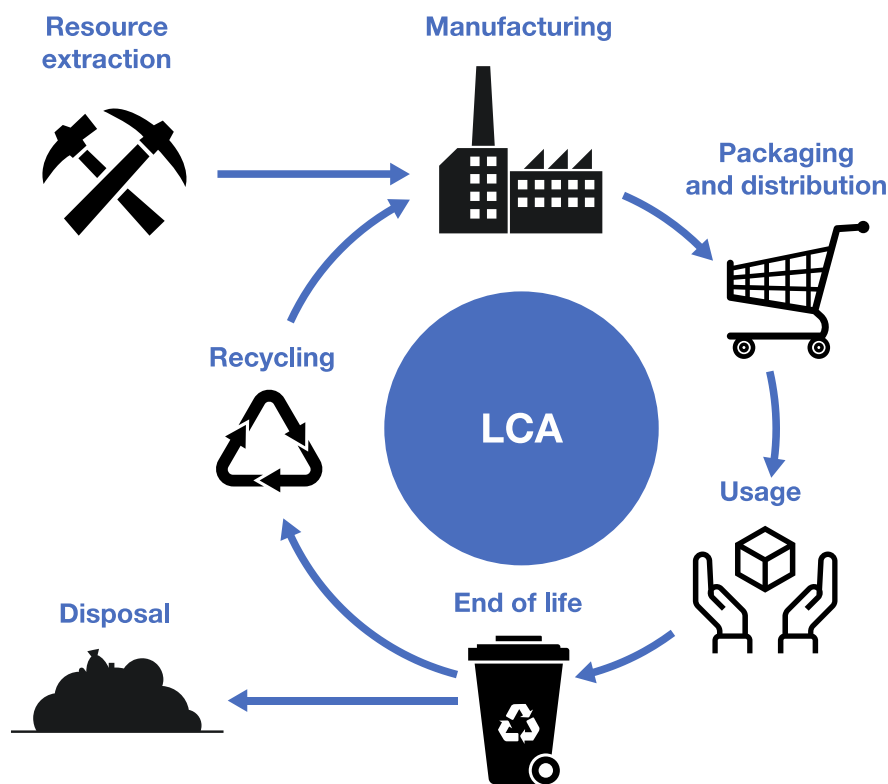 Resource
extraction
Manufacturing
Packaging
and distribution
Recycling
LCA
Usage
End of life
Disposal